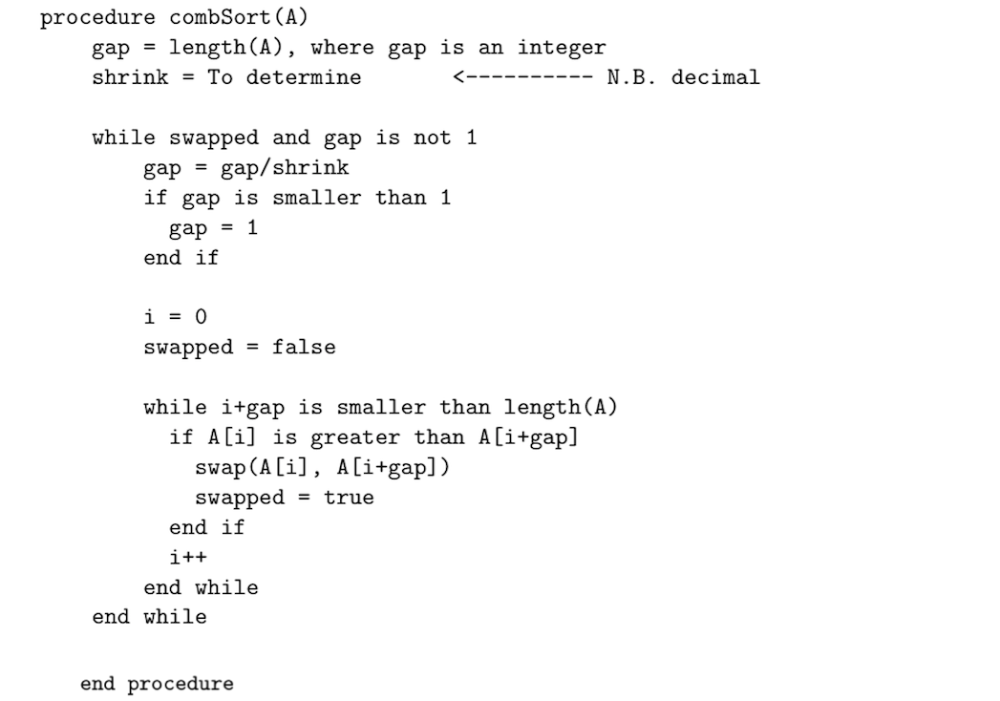 procedure combSort(A)
gap = length(A), where gap is an integer
shrink = To determine <---------- N.B. decimal
while swapped and gap is not 1
gap = gap/shrink
if gap is smaller than 1
gap = 1
end if
i = 0
swapped = false
while i+gap is smaller than length(A)
if A[i] is greater than A[i+gap]
swap(A[i], A[i+gap])
swapped = true
end if
i++
end while
end while
end procedure